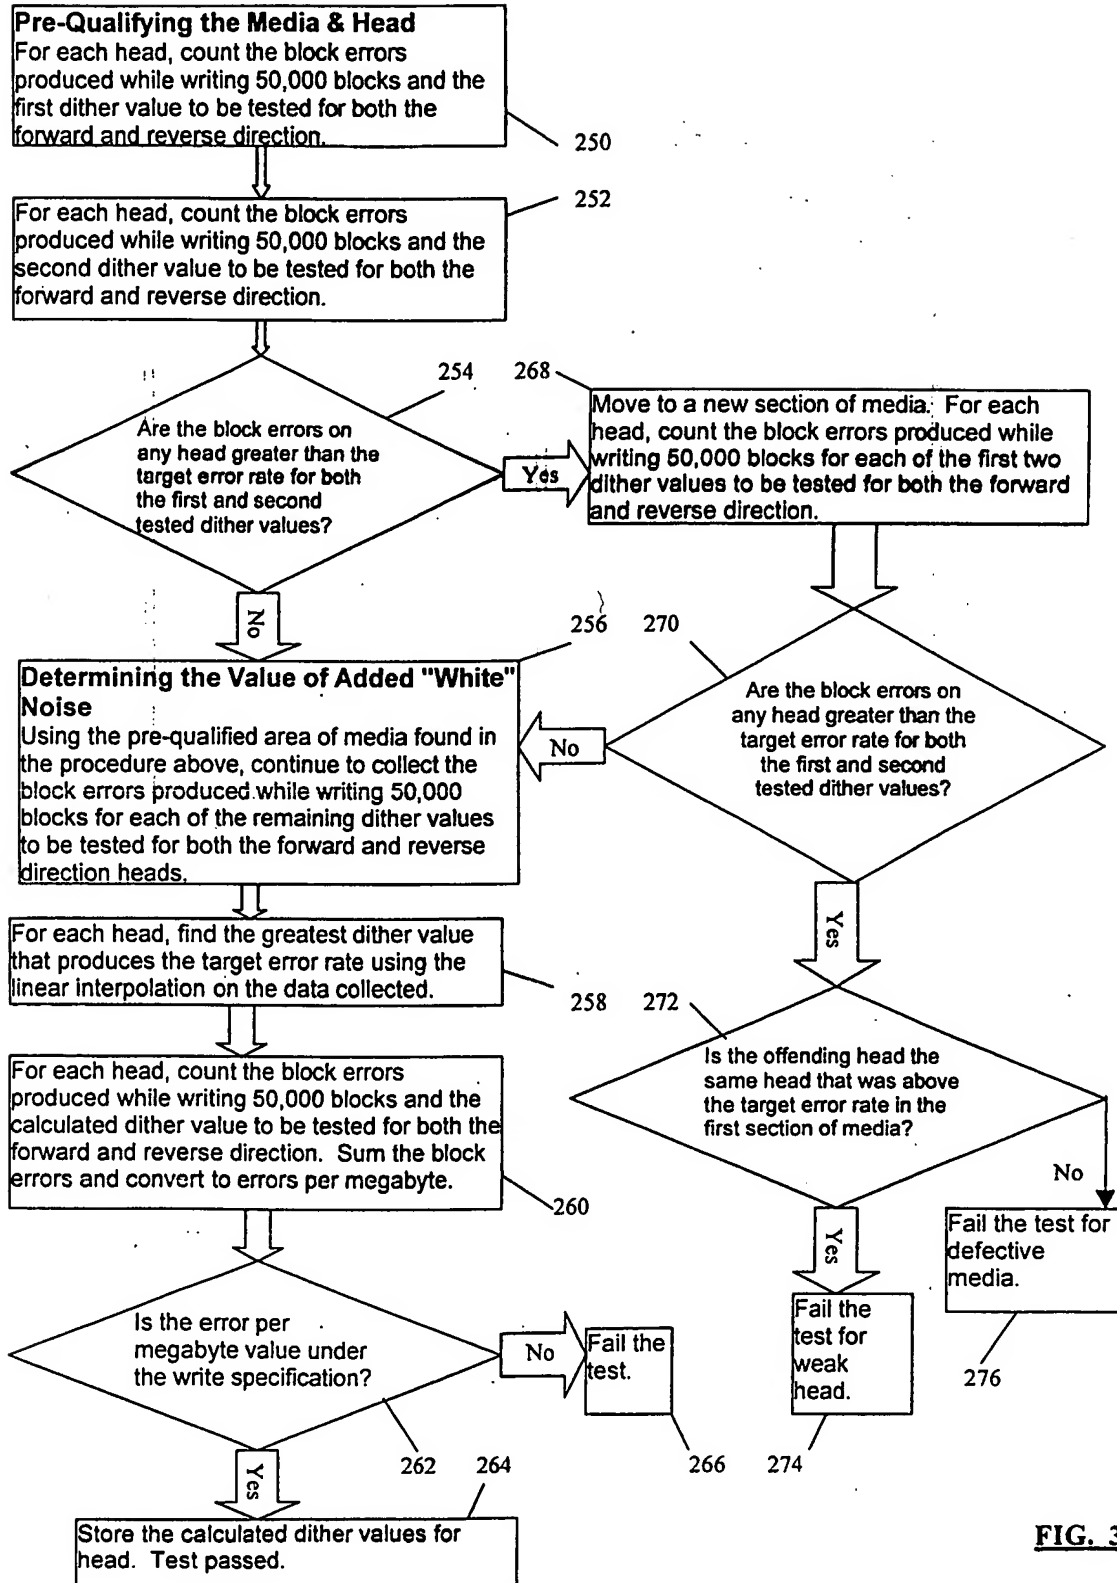 Pre-Qualifying the Media & Head
For each head, count the block errors
produced while writing 50,000 blocks and the
first dither value to be tested for both the
forward and reverse direction.
250
252
For each head, count the block errors
produced while writing 50,000 blocks and the
second dither value to be tested for both the
forward and reverse direction.
254
Are the block errors on
any head greater than the
target error rate for both
the first and second
tested dither values?
Yes
268
Move to a new section of media. For each
head, count the block errors produced while
writing 50,000 blocks for each of the first two
dither values to be tested for both the forward
and reverse direction.
No
256
Determining the Value of Added "White"
Noise
Using the pre-qualified area of media found in
the procedure above, continue to collect the
block errors produced while writing 50,000
blocks for each of the remaining dither values
to be tested for both the forward and reverse
direction heads.
270
Are the block errors on
any head greater than the
target error rate for both
the first and second
tested dither values?
No
Yes
For each head, find the greatest dither value
that produces the target error rate using the
linear interpolation on the data collected.
258
272
Is the offending head the
same head that was above
the target error rate in the
first section of media?
For each head, count the block errors
produced while writing 50,000 blocks and the
calculated dither value to be tested for both the
forward and reverse direction. Sum the block
errors and convert to errors per megabyte.
260
No
Yes
Fail the test for
defective
media.
276
Fail the
test for
weak
head.
274
Is the error per
megabyte value under
the write specification?
No
Fail the
test.
266
262
Yes
264
Store the calculated dither values for
head. Test passed.
FIG. 3